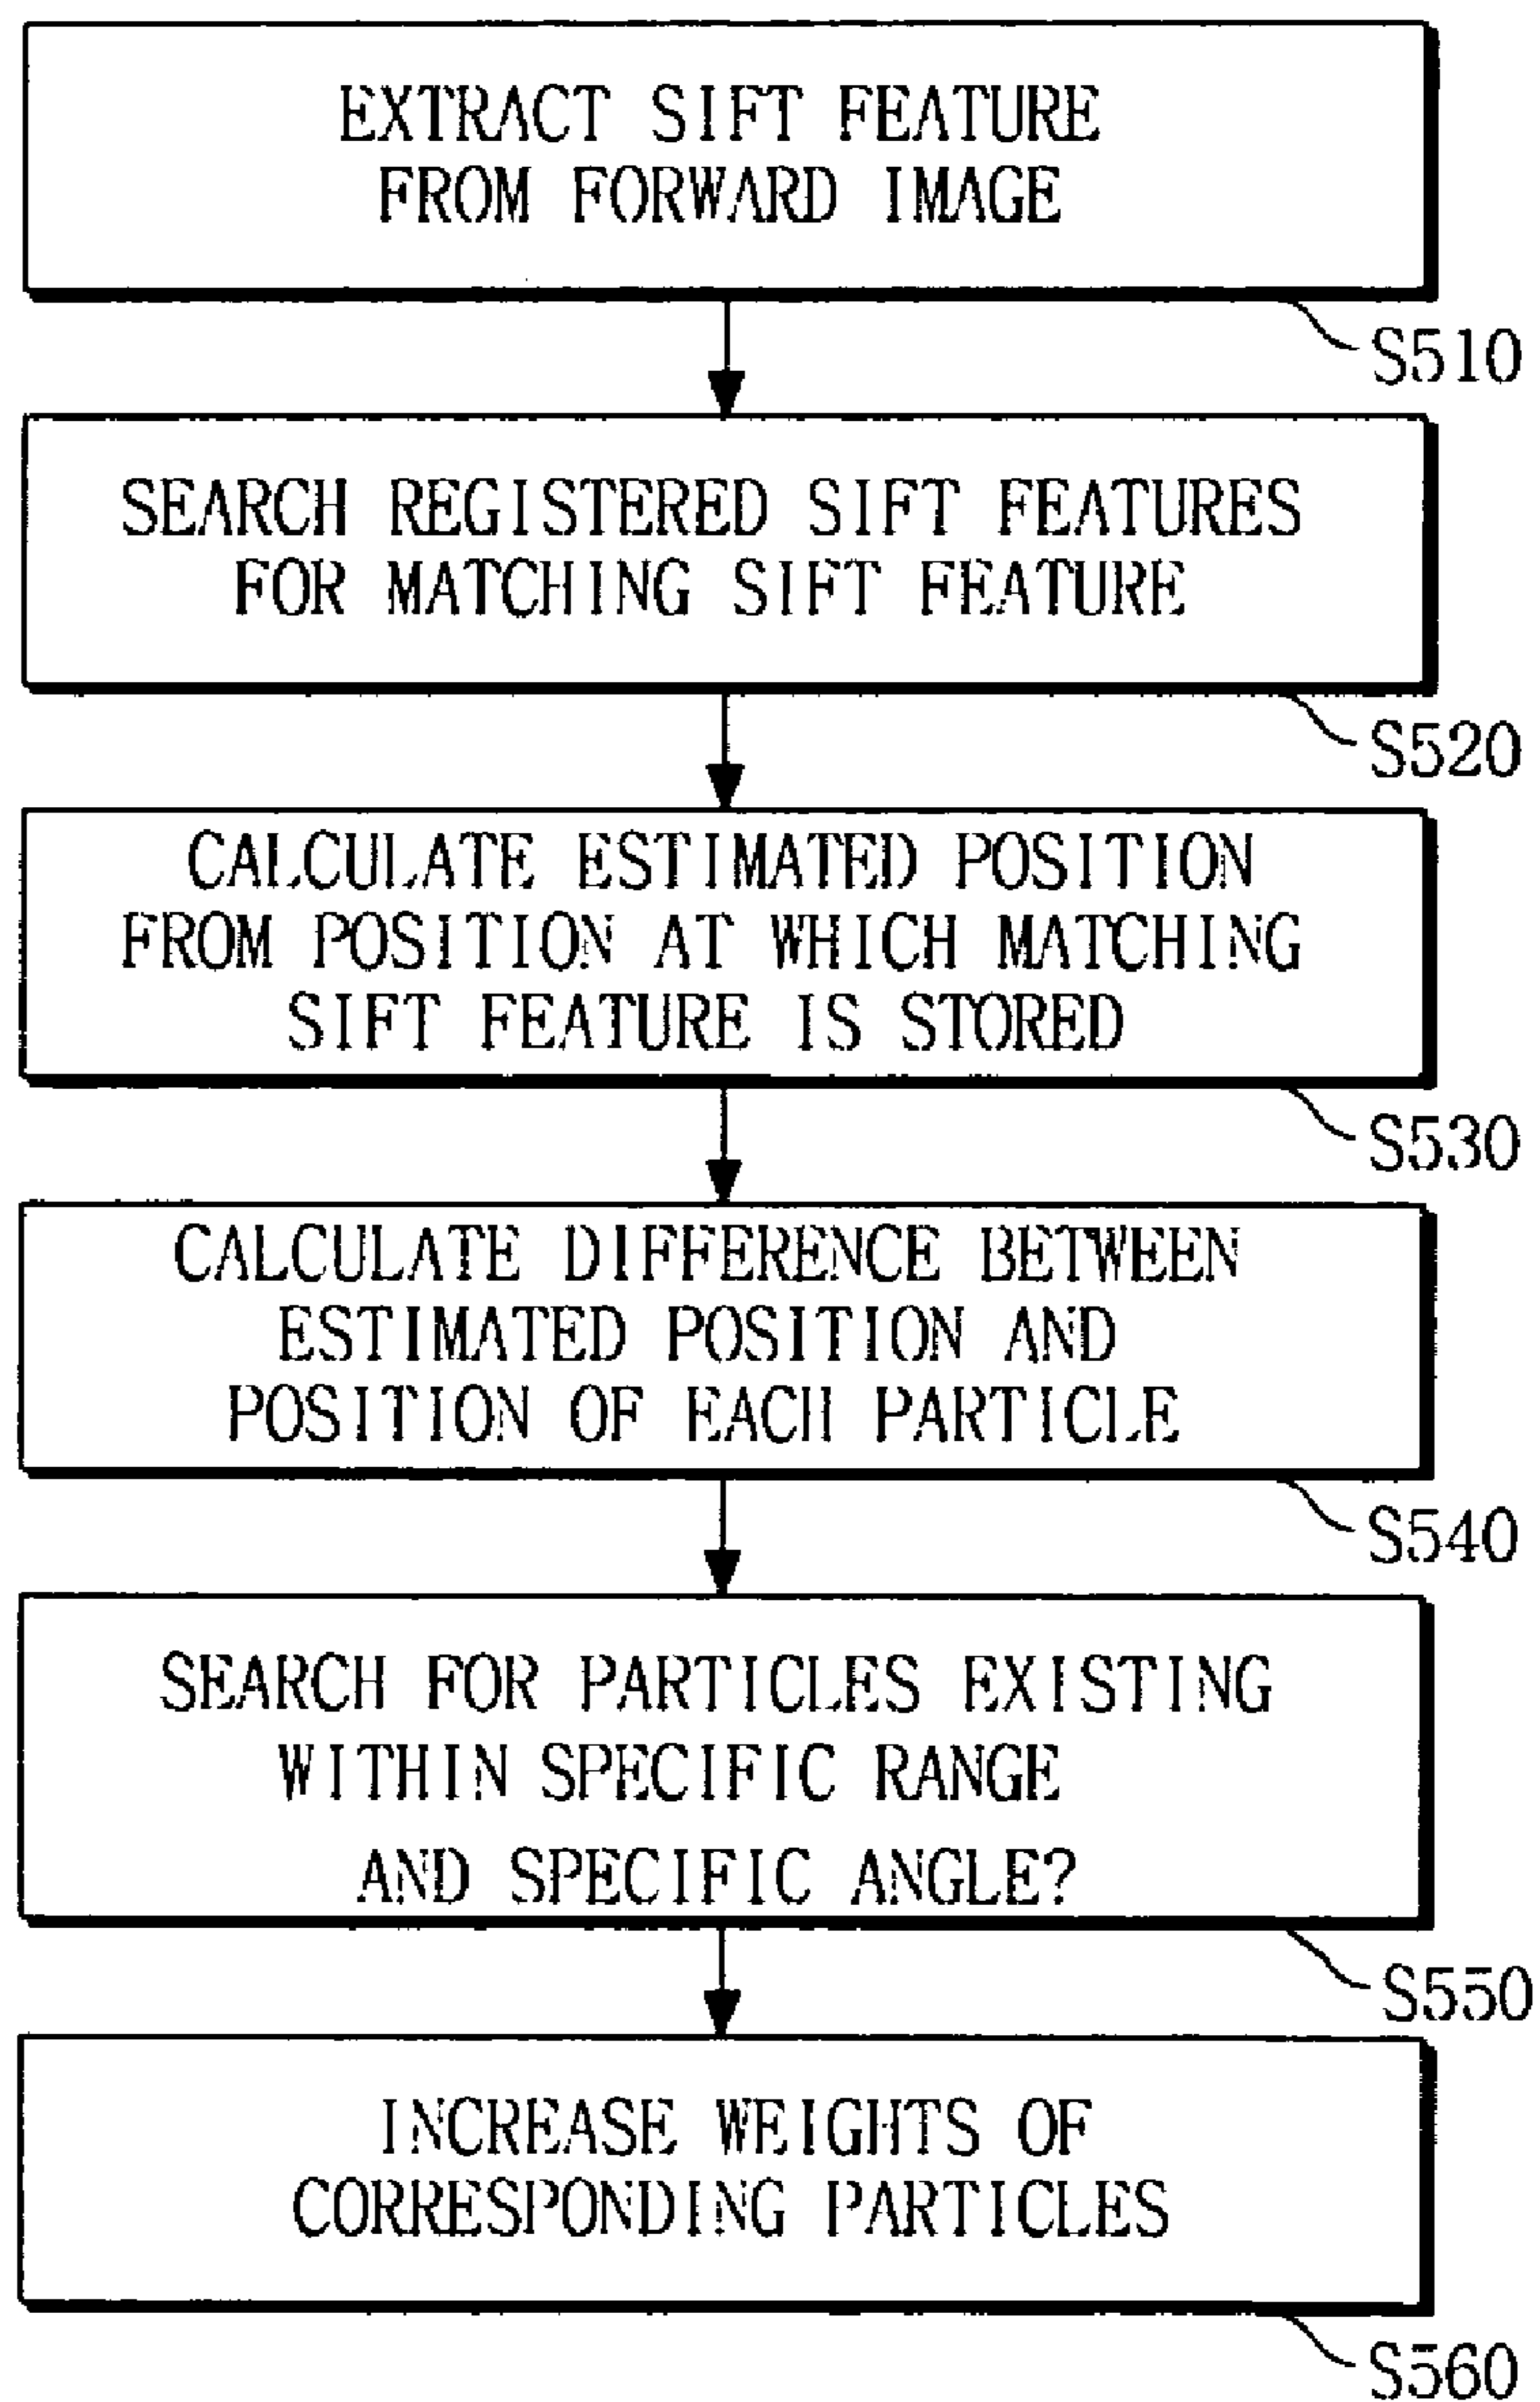 EXTRACT SIFT FEATURE
FROM FORWARD IMAGE
S510
SEARCH REGISTERED SIFT FEATURES
FOR MATCHING SIFT FEATURE
S520
CALCULATE ESTIMATED POSITION
FROM POSITION AT WHICH MATCHING
SIFT FEATURE IS STORED
S530
CALCULATE DIFFERENCE BETWEEN
ESTIMATED POSITION AND
POSITION OF EACH PARTICLE
S540
SEARCH FOR PARTICLES EXISTING
WITHIN SPECIFIC RANGE
AND SPECIFIC ANGLE?
S550
INCREASE WEIGHTS OF
CORRESPONDING PARTICLES
S560